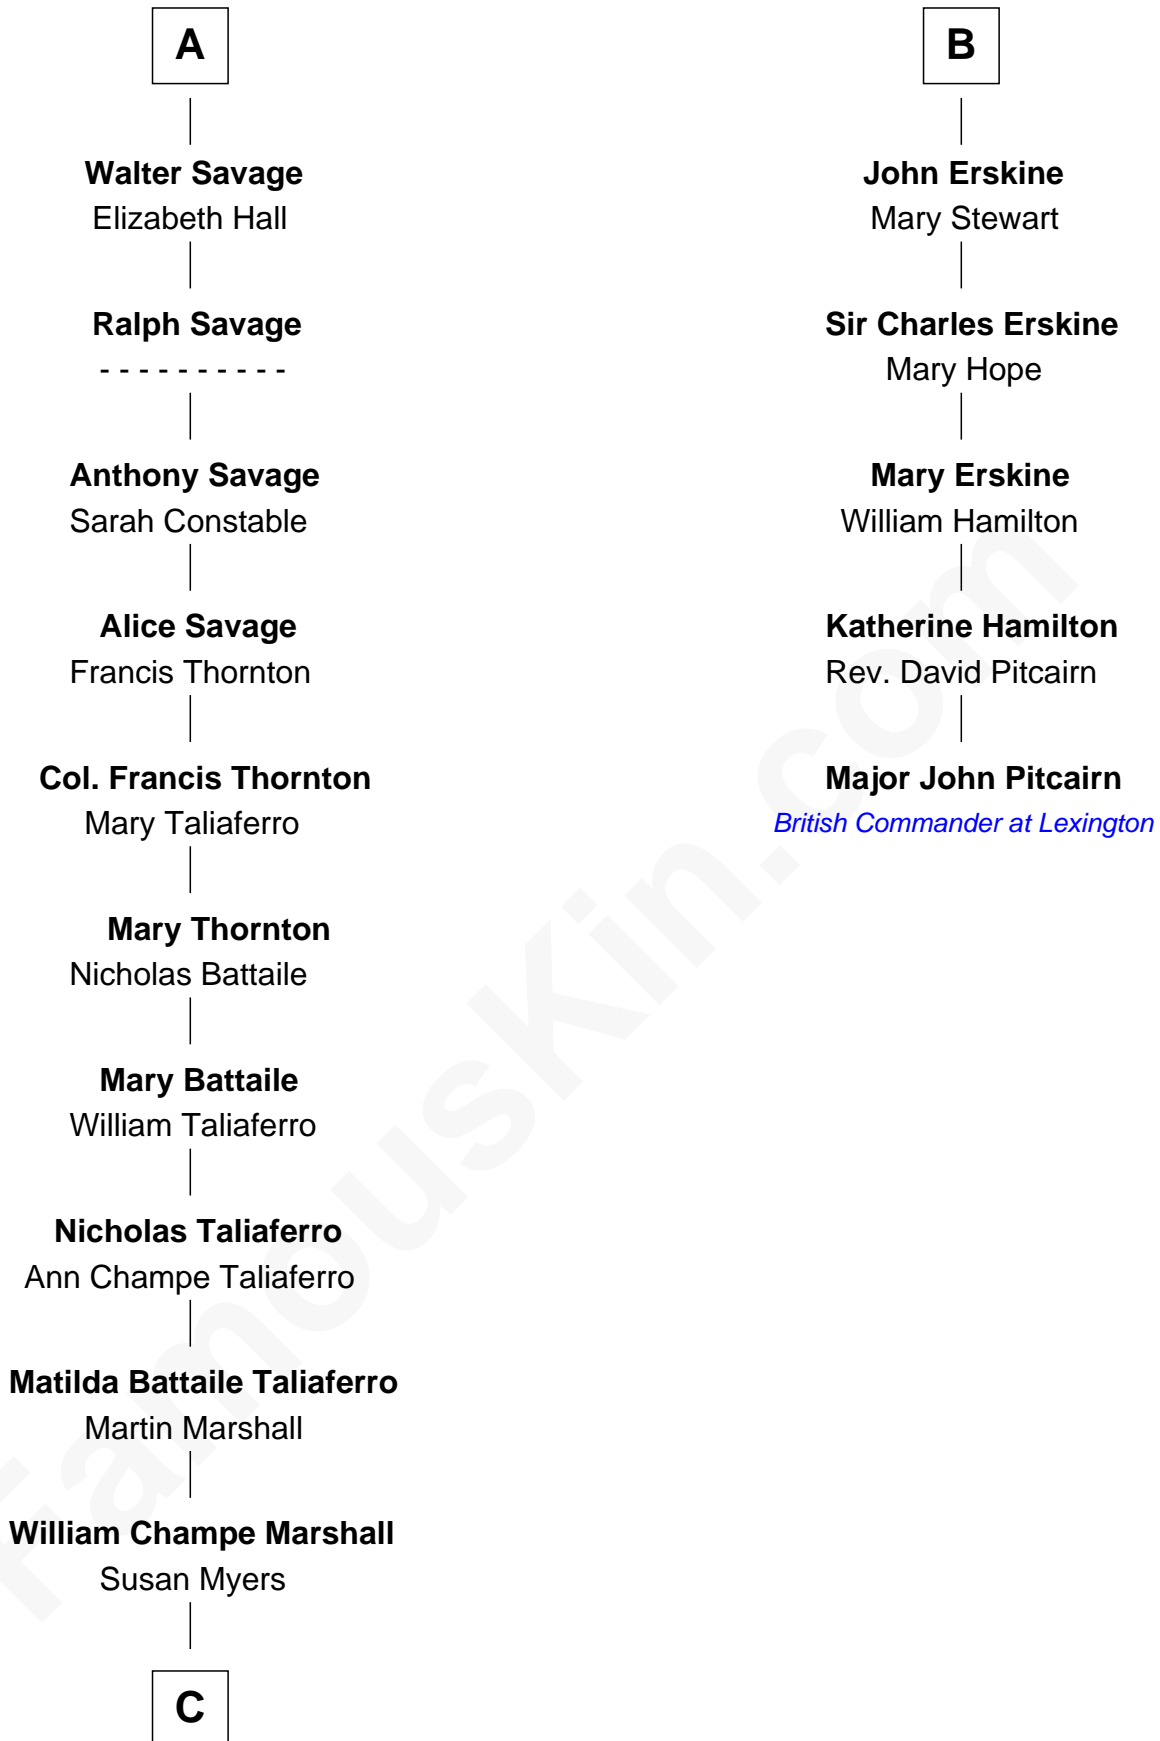 A
Walter Savage
Elizabeth Hall
Ralph Savage
- - - - - - - - - -
Anthony Savage
Sarah Constable
Alice Savage
Francis Thornton
Col. Francis Thornton
Mary Taliaferro
Mary Thornton
Nicholas Battaile
Mary Battaile
William Taliaferro
Nicholas Taliaferro
Ann Champe Taliaferro
Matilda Battaile Taliaferro
Martin Marshall
William Champe Marshall
Susan Myers
C
B
John Erskine
Mary Stewart
Sir Charles Erskine
Mary Hope
Mary Erskine
William Hamilton
Katherine Hamilton
Rev. David Pitcairn
Major John Pitcairn
British Commander at Lexington
FamousKin.com